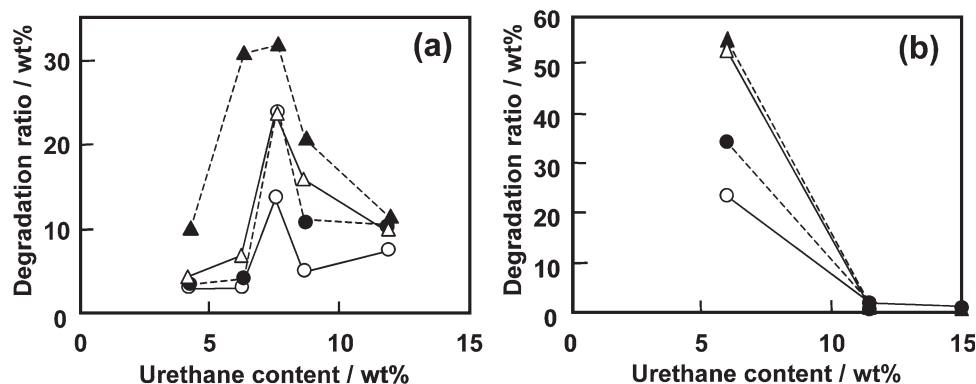 (a)
Degradation ratio / wt%
30
20
10
0
0 5 10 15
Urethane content / wt%
(b)
Degradation ratio / wt%
60
50
40
30
20
10
0
0 5 10 15
Urethane content / wt%